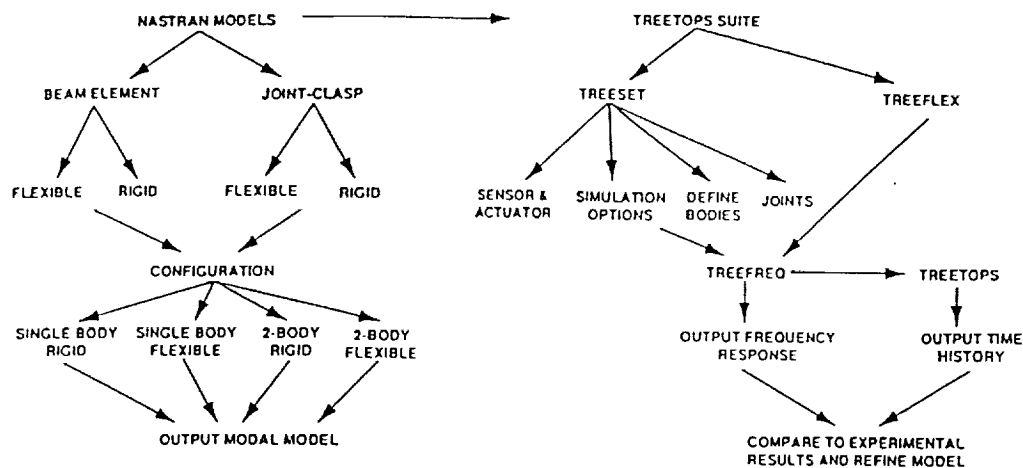 NASTRAN MODELS
TREETOPS SUITE
BEAM ELEMENT
JOINT-CLASP
TREESET
TREEFLEX
FLEXIBLE
RIGID
FLEXIBLE
RIGID
SENSOR &
ACTUATOR
SIMULATION
OPTIONS
DEFINE
BODIES
JOINTS
CONFIGURATION
TREEFREQ
TREETOPS
SINGLE BODY
RIGID
SINGLE BODY
FLEXIBLE
2-BODY
RIGID
2-BODY
FLEXIBLE
OUTPUT FREQUENCY
RESPONSE
OUTPUT TIME
HISTORY
OUTPUT MODAL MODEL
COMPARE TO EXPERIMENTAL
RESULTS AND REFINE MODEL